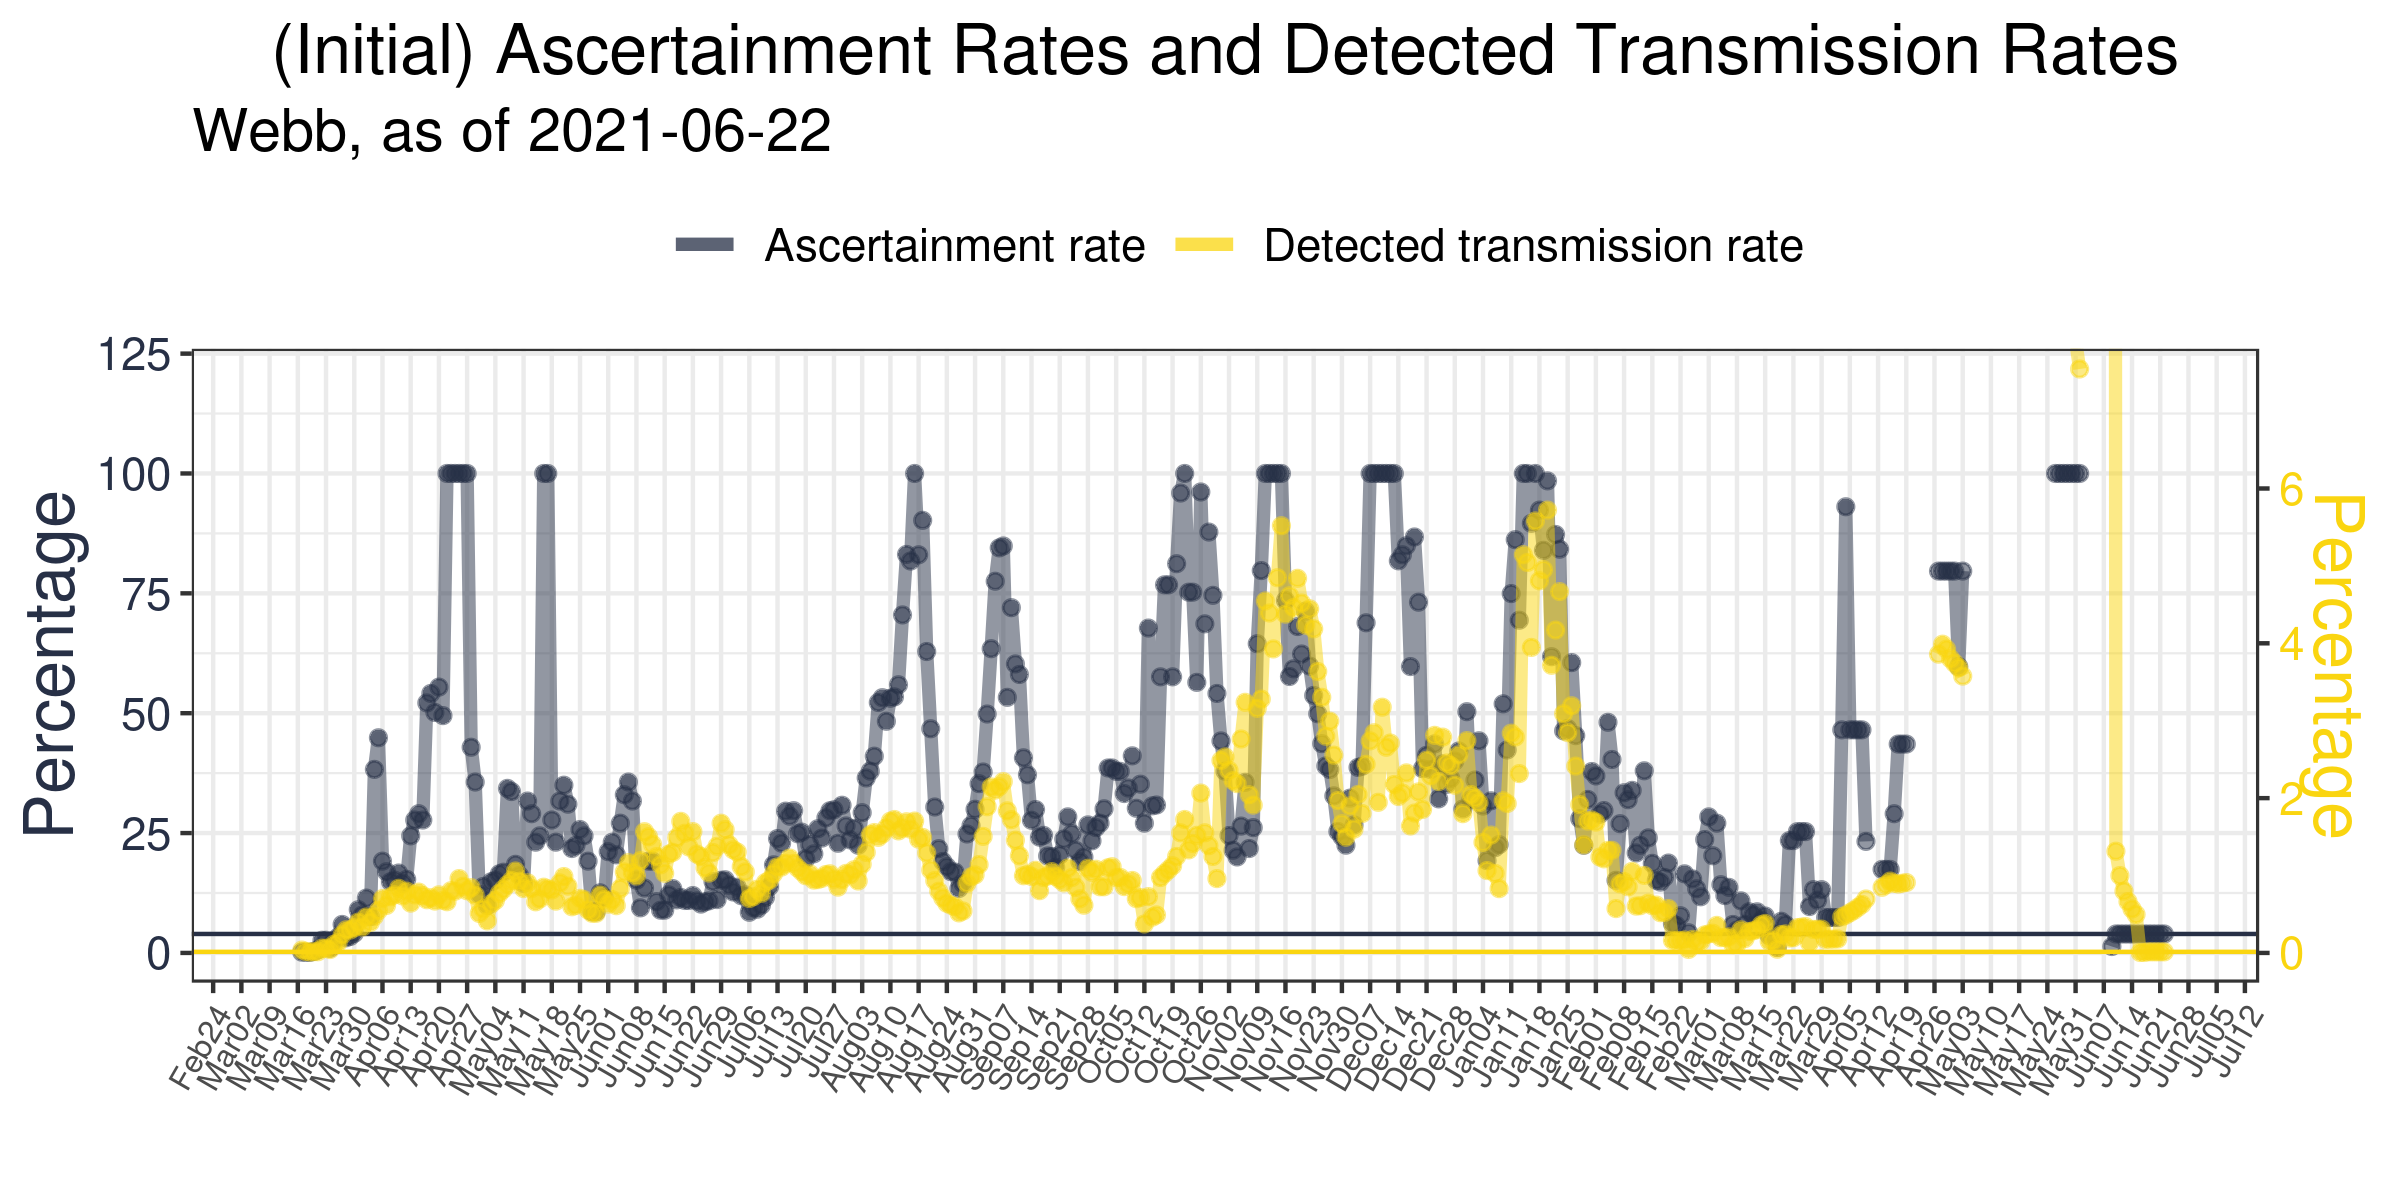 (Initial) Ascertainment Rates and Detected Transmission Rates
Webb, as of 2021-06-22
Ascertainment rate
Detected transmission rate
Percentage
125
100
75
50
25
0
6
4
2
0
Percentage
Feb24
Mar02
Mar09
Mar16
Mar23
Mar30
Apr06
Apr13
Apr20
Apr27
May04
May11
May18
May25
Jun01
Jun08
Jun15
Jun22
Jun29
Jul06
Jul13
Jul20
Jul27
Aug03
Aug10
Aug17
Aug24
Aug31
Sep07
Sep14
Sep21
Sep28
Oct05
Oct12
Oct19
Oct26
Nov02
Nov09
Nov16
Nov23
Nov30
Dec07
Dec14
Dec21
Dec28
Jan04
Jan11
Jan18
Jan25
Feb01
Feb08
Feb15
Feb22
Mar01
Mar08
Mar15
Mar22
Mar29
Apr05
Apr12
Apr19
Apr26
May03
May10
May17
May24
May31
Jun07
Jun14
Jun21
Jun28
Jul05
Jul12